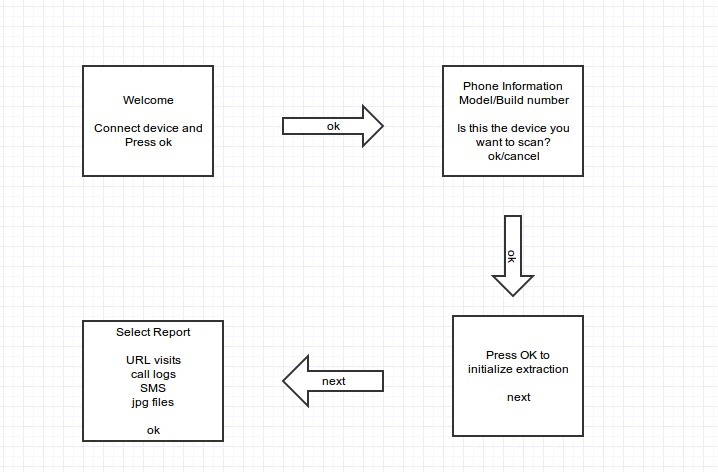 Welcome
Connect device and
Press ok
ok
Phone Information
Model/Build number
Is this the device you
want to scan?
ok/cancel
ok
Press OK to
initialize extraction
next
next
Select Report
URL visits
call logs
SMS
jpg files
ok